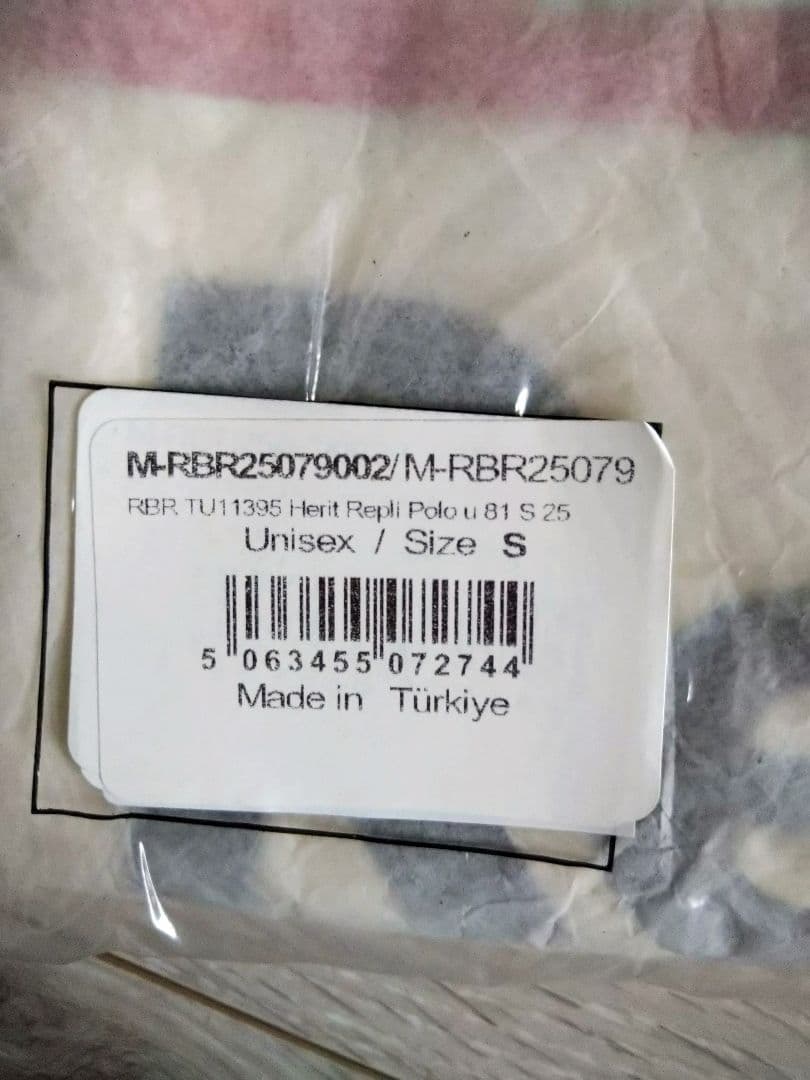 M-RBR25079002/M-RBR25079
RBR TU11395 Herit Repli Polo u 81 S 25
Unisex / Size S
5 063455 072744
Made in Türkiye